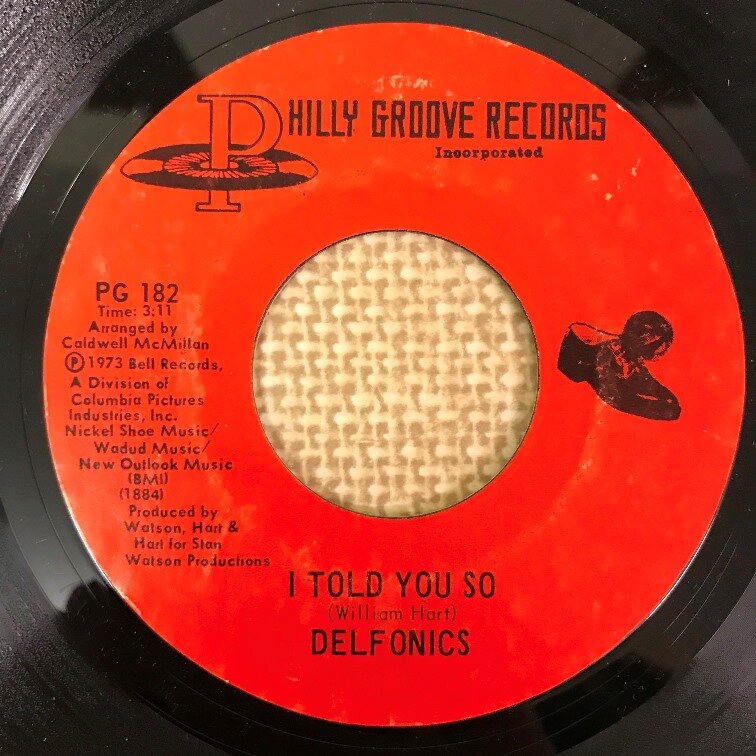 PHILLY GROOVE RECORDS
Incorporated
PG 182
Time: 3:11
Arranged by
Caldwell McMillan
Ⓟ 1973 Bell Records,
A Division of
Columbia Pictures
Industries, Inc.
Nickel Shoe Music/
Wadud Music/
New Outlook Music
(BMI)
(1884)
Produced by
Watson, Hart &
Hart for Stan
Watson Productions
I TOLD YOU SO
(William Hart)
DELFONICS